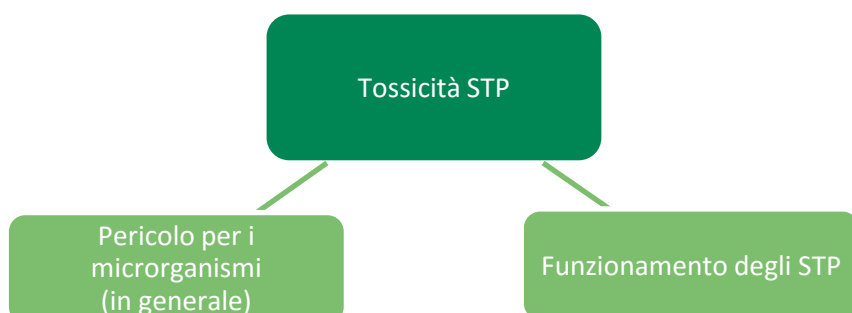 Tossicità STP
Pericolo per i
microrganismi
(in generale)
Funzionamento degli STP